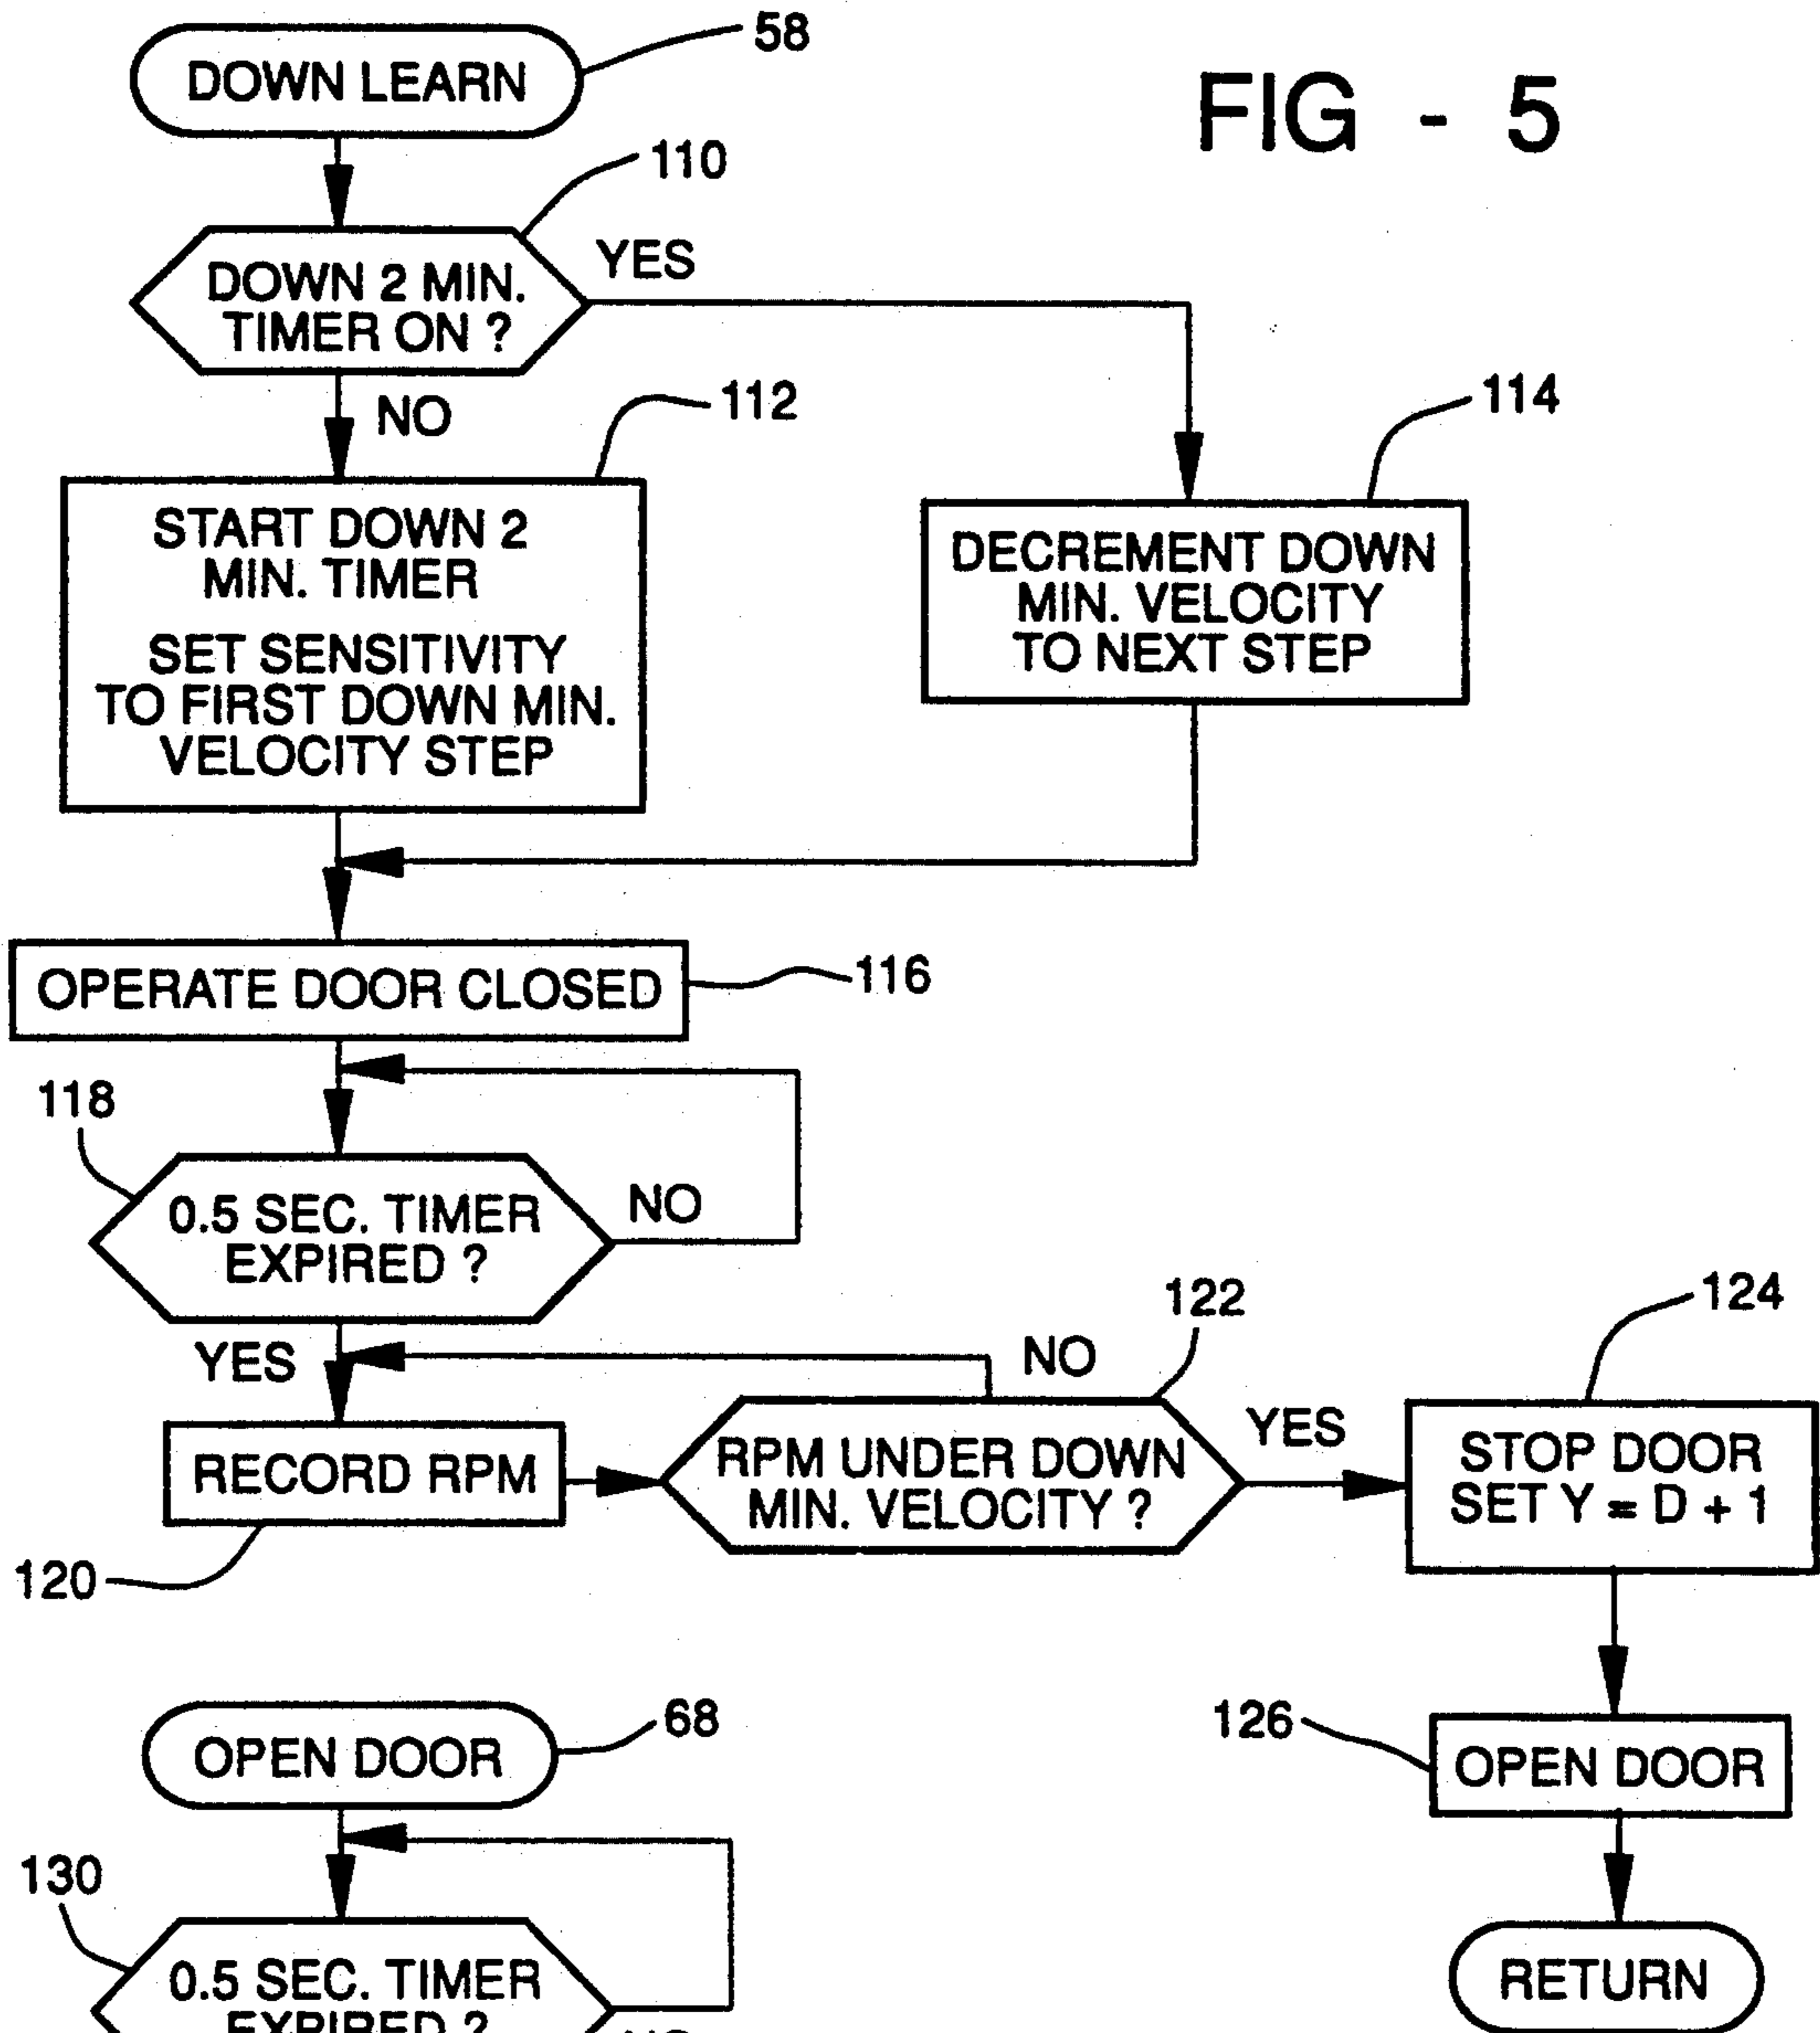 FIG - 5
DOWN LEARN
58
110
DOWN 2 MIN.
TIMER ON ?
YES
NO
112
START DOWN 2
MIN. TIMER
SET SENSITIVITY
TO FIRST DOWN MIN.
VELOCITY STEP
114
DECREMENT DOWN
MIN. VELOCITY
TO NEXT STEP
OPERATE DOOR CLOSED
116
118
0.5 SEC. TIMER
EXPIRED ?
NO
YES
RECORD RPM
120
122
NO
RPM UNDER DOWN
MIN. VELOCITY ?
YES
124
STOP DOOR
SET Y = D + 1
126
OPEN DOOR
RETURN
OPEN DOOR
68
130
0.5 SEC. TIMER
EXPIRED ?
NO